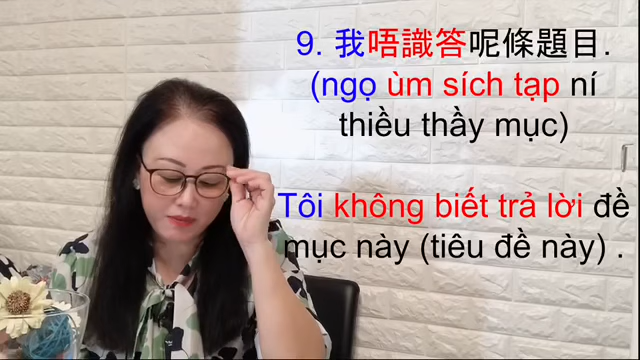 9. 我唔識答呢條題目.
(ngọ ùm sích tạp ní
thiều thầy mục)
Tôi không biết trả lời đề
mục này (tiêu đề này) .